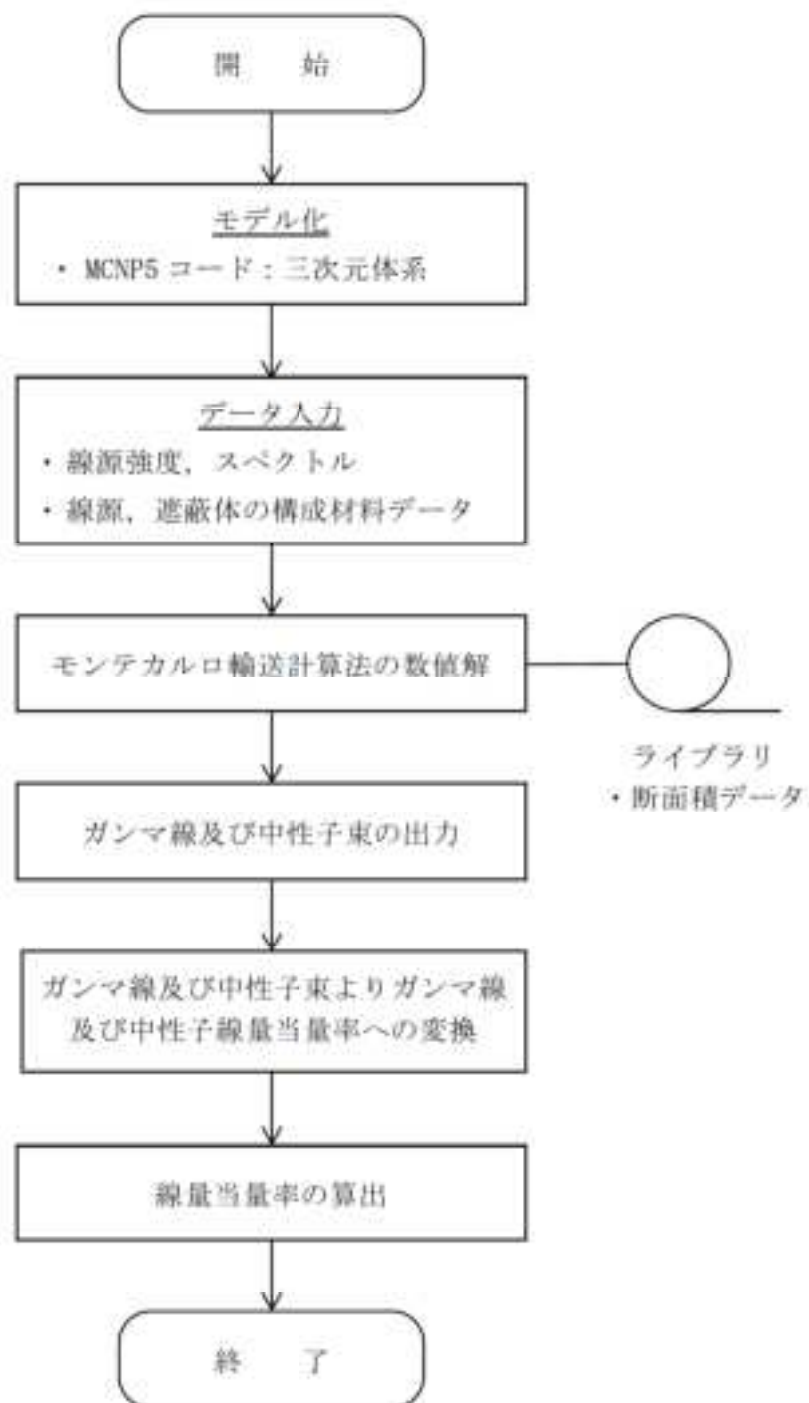 開　始
モデル化
・ MCNP5 コード：三次元体系
データ入力
・ 線源強度，スペクトル
・ 線源，遮蔽体の構成材料データ
モンテカルロ輸送計算法の数値解
ライブラリ
・断面積データ
ガンマ線及び中性子束の出力
ガンマ線及び中性子束よりガンマ線
及び中性子線量当量率への変換
線量当量率の算出
終　了